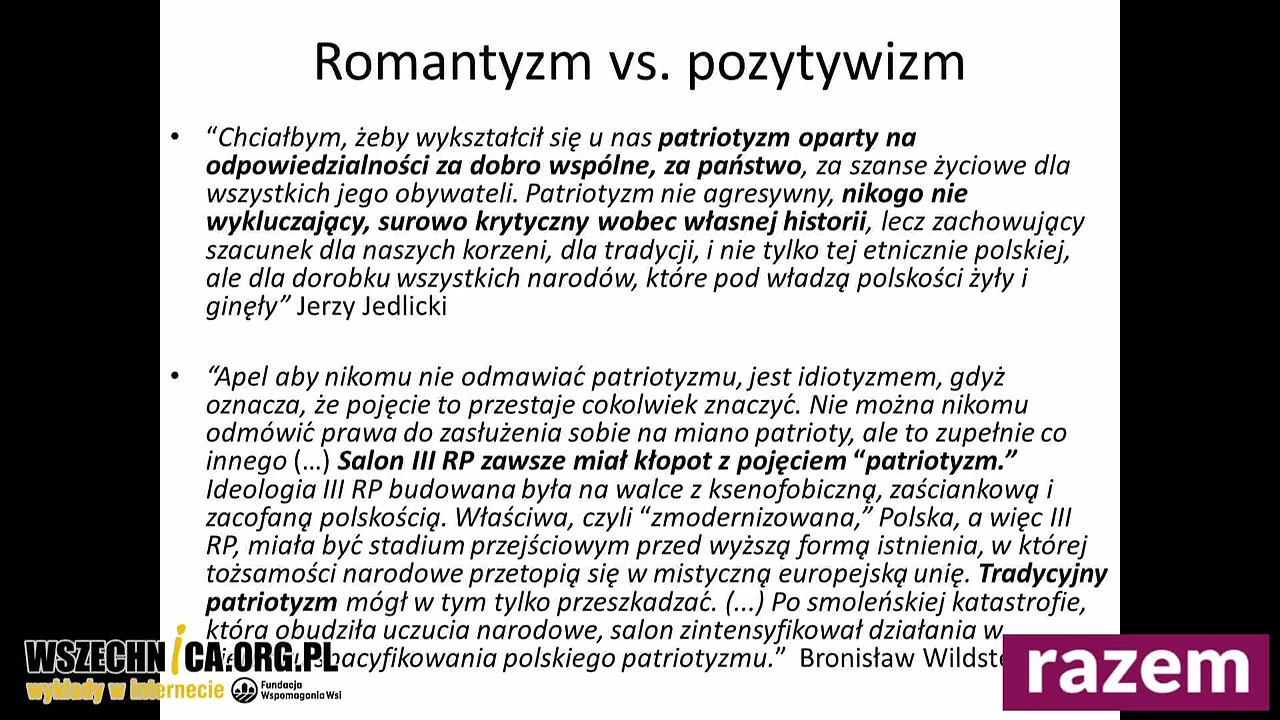 Romantyzm vs. pozytywizm
• “Chciałbym, żeby wykształcił się u nas patriotyzm oparty na
odpowiedzialności za dobro wspólne, za państwo, za szanse życiowe dla
wszystkich jego obywateli. Patriotyzm nie agresywny, nikogo nie
wykluczający, surowo krytyczny wobec własnej historii, lecz zachowujący
szacunek dla naszych korzeni, dla tradycji, i nie tylko tej etnicznie polskiej,
ale dla dorobku wszystkich narodów, które pod władzą polskości żyły i
ginęły” Jerzy Jedlicki
• “Apel aby nikomu nie odmawiać patriotyzmu, jest idiotyzmem, gdyż
oznacza, że pojęcie to przestaje cokolwiek znaczyć. Nie można nikomu
odmówić prawa do zasłużenia sobie na miano patrioty, ale to zupełnie co
innego (…) Salon III RP zawsze miał kłopot z pojęciem “patriotyzm.”
Ideologia III RP budowana była na walce z ksenofobiczną, zaściankową i
zacofaną polskością. Właściwa, czyli “zmodernizowana,” Polska, a więc III
RP, miała być stadium przejściowym przed wyższą formą istnienia, w której
tożsamości narodowe przetopią się w mistyczną europejską unię. Tradycyjny
patriotyzm mógł w tym tylko przeszkadzać. (...) Po smoleńskiej katastrofie,
która obudziła uczucia narodowe, salon zintensyfikował działania w
polskiego patriotyzmu.” Bronisław
WSZECHNICA.ORG.PL
wykłady w internecie
Fundacja
Wspomagania Wsi
razem